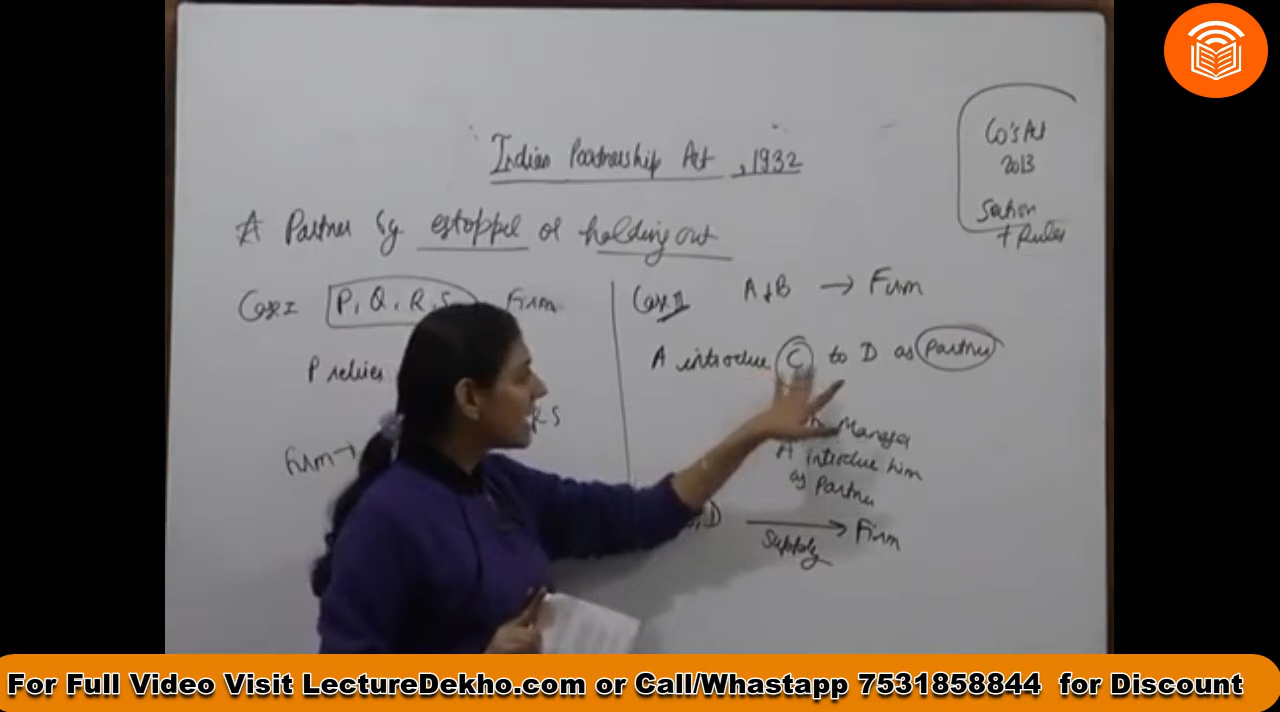 Indian Partnership Act, 1932
A Partner by estoppel or holding out
Co's Act
2013
Section
+ Rules
Case I P, Q, R, S Firm
P retires
R S
Firm →
Case II A & B → Firm
A introduce C to D as Partner
Manager
A introduce him
as Partner
D → Firm
Supply
For Full Video Visit LectureDekho.com or Call/Whastapp 7531858844 for Discount